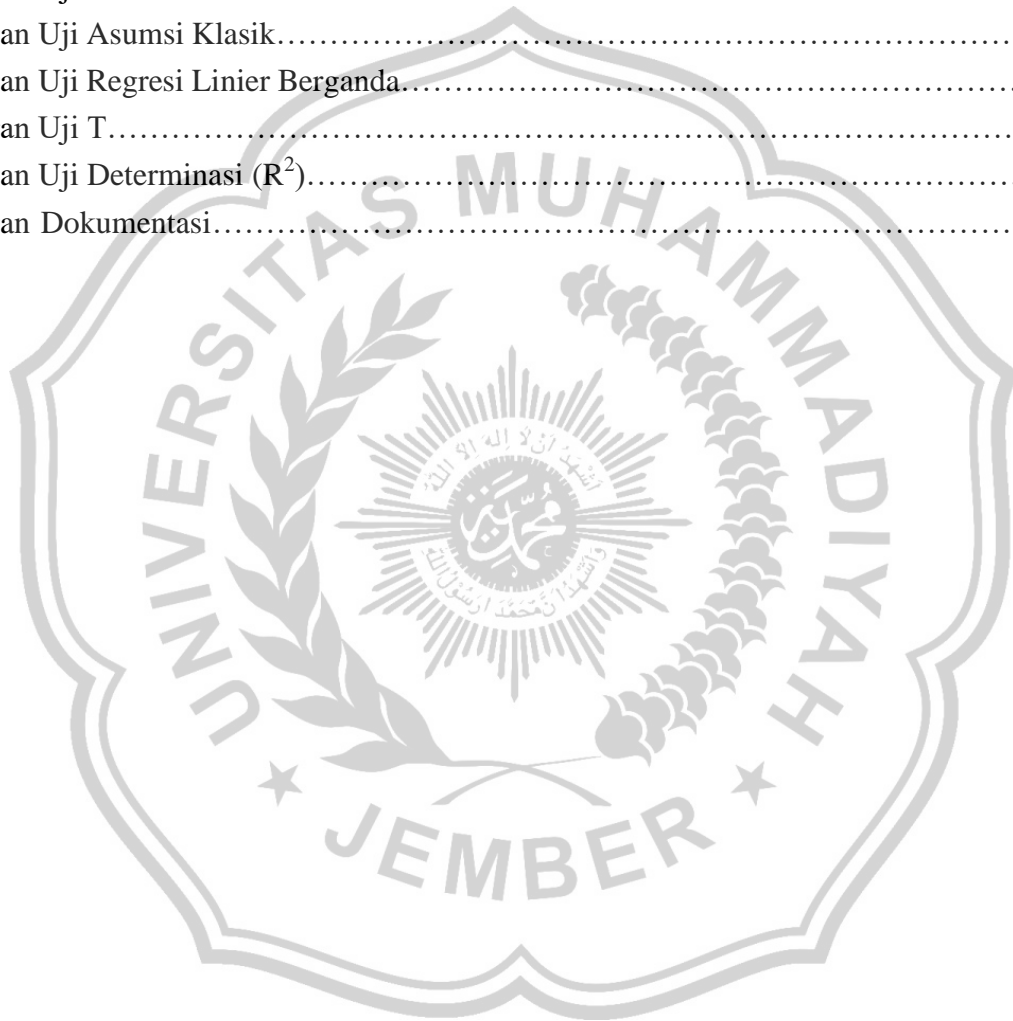 an Uji Asumsi Klasik……………………………………………………………………
an Uji Regresi Linier Berganda…………………………………………………………
an Uji T…………………………………………………………………………………
an Uji Determinasi (R²)…………………………………………………………………
an Dokumentasi…………………………………………………………………………
UNIVERSITAS MUHAMMADIYAH
JEMBER